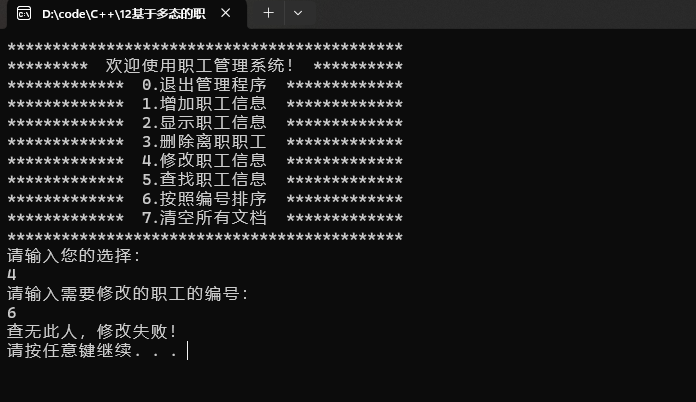 D:\code\C++\12基于多态的职
********************************************
*********  欢迎使用职工管理系统！ **********
*************  0.退出管理程序  *************
*************  1.增加职工信息  *************
*************  2.显示职工信息  *************
*************  3.删除离职职工  *************
*************  4.修改职工信息  *************
*************  5.查找职工信息  *************
*************  6.按照编号排序  *************
*************  7.清空所有文档  *************
********************************************
请输入您的选择：
4
请输入需要修改的职工的编号：
6
查无此人，修改失败！
请按任意键继续. . .